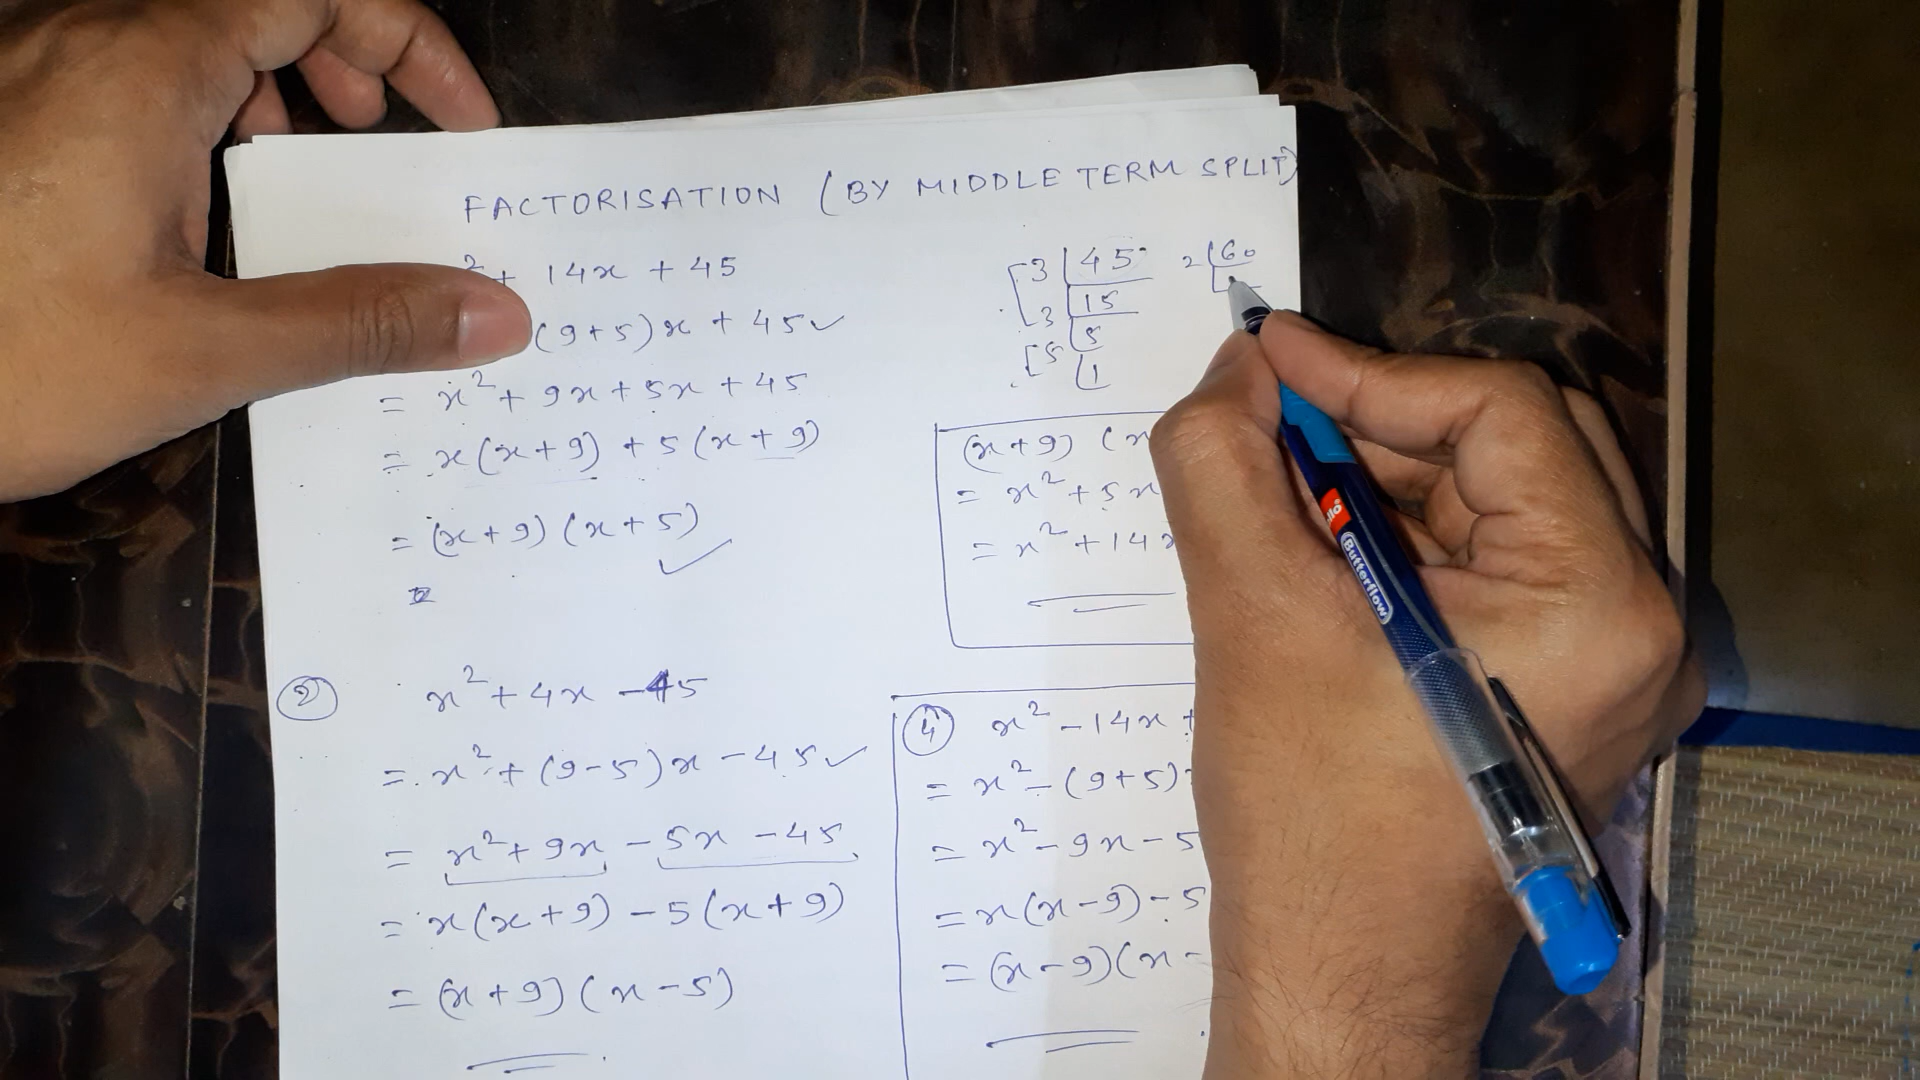 FACTORISATION (BY MIDDLE TERM SPLIT)
² + 14x + 45
(9+5)x + 45 ✓
= x² + 9x + 5x + 45
= x(x+9) + 5(x+9)
= (x+9)(x+5)
3 | 45
3 | 15
5 | 5
1
2 | 60
(x+9)(x
= x² + 5x
= x² + 14x
② x² + 4x - 45
= x² + (9-5)x - 45 ✓
= x² + 9x - 5x - 45
= x(x+9) - 5(x+9)
= (x+9)(x-5)
④ x² - 14x +
= x² - (9+5)
= x² - 9x - 5
= x(x-9) - 5
= (x-9)(x-
Butterflow